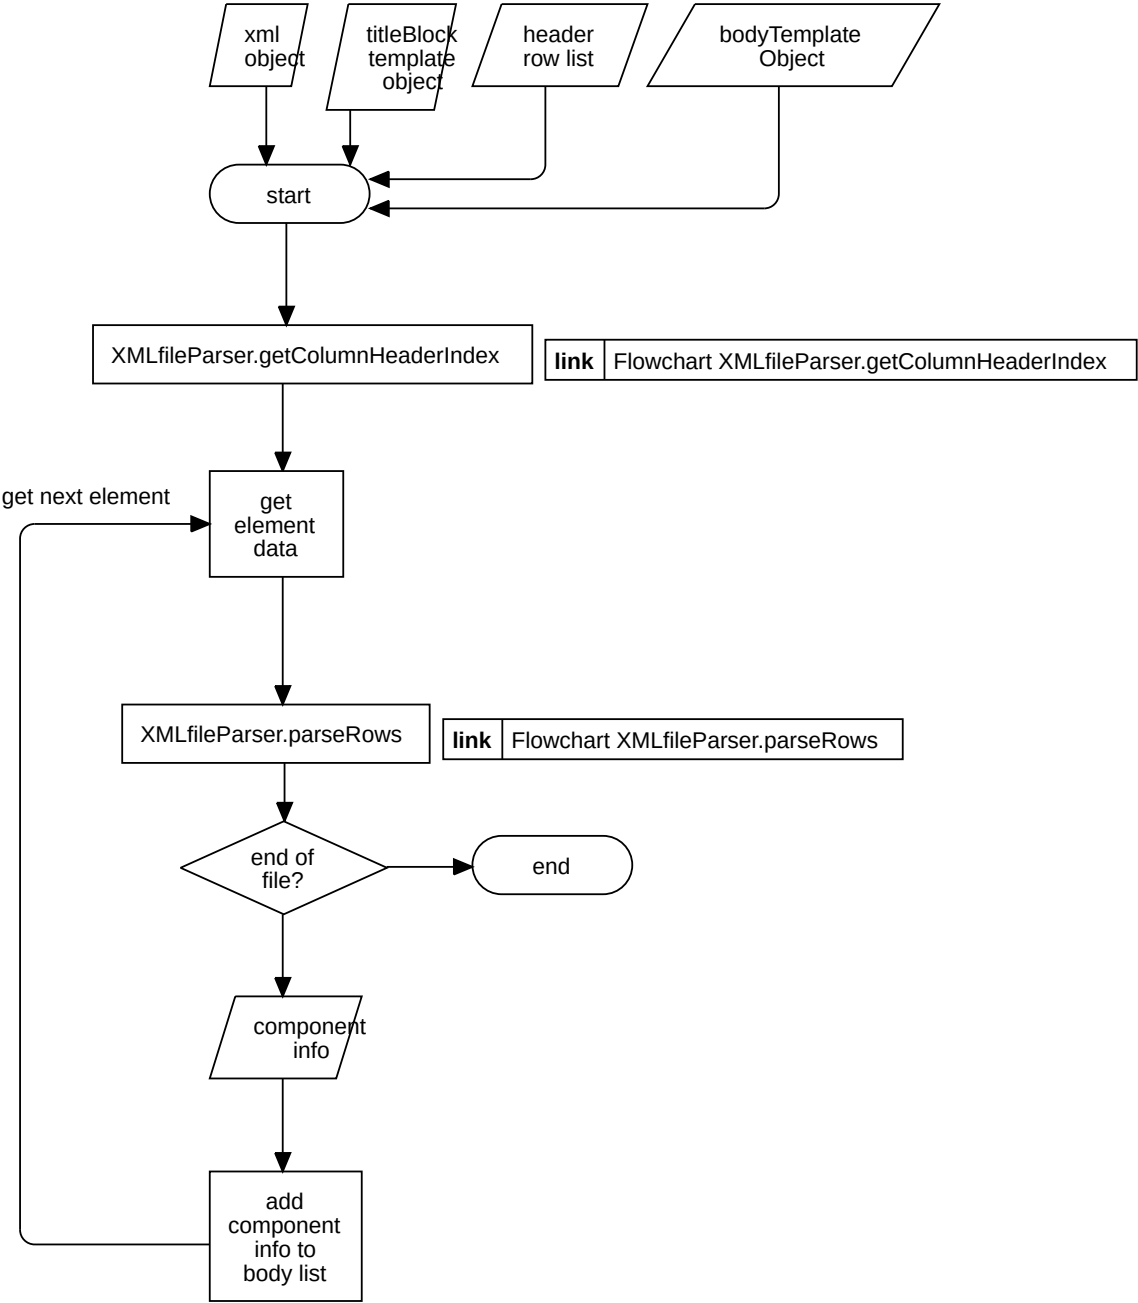 xml
object
titleBlock
template
object
header
row list
bodyTemplate
Object
start
XMLfileParser.getColumnHeaderIndex
link Flowchart XMLfileParser.getColumnHeaderIndex
get next element
get
element
data
XMLfileParser.parseRows
link Flowchart XMLfileParser.parseRows
end of
file?
end
component
info
add
component
info to
body list